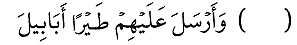 (    ) وَأَرْسَلَ عَلَيْهِمْ طَيْرًا أَبَابِيلَ